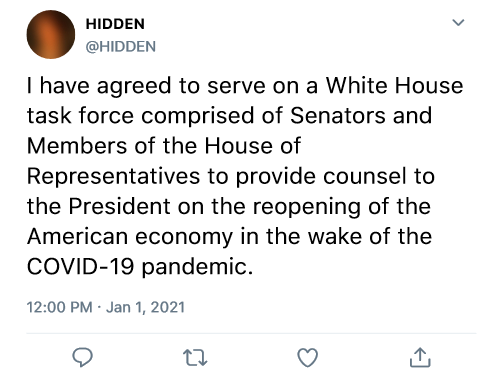 HIDDEN
@HIDDEN
I have agreed to serve on a White House
task force comprised of Senators and
Members of the House of
Representatives to provide counsel to
the President on the reopening of the
American economy in the wake of the
COVID-19 pandemic.
12:00 PM · Jan 1, 2021